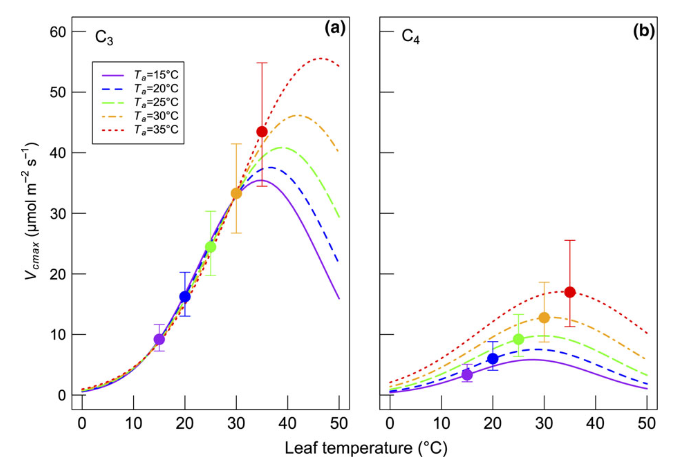 (a)
(b)
C3
C4
Ta=15°C
Ta=20°C
Ta=25°C
Ta=30°C
Ta=35°C
Vcmax (μmol m−2 s−1)
60
50
40
30
20
10
0
0 10 20 30 40 50
0 10 20 30 40 50
Leaf temperature (°C)